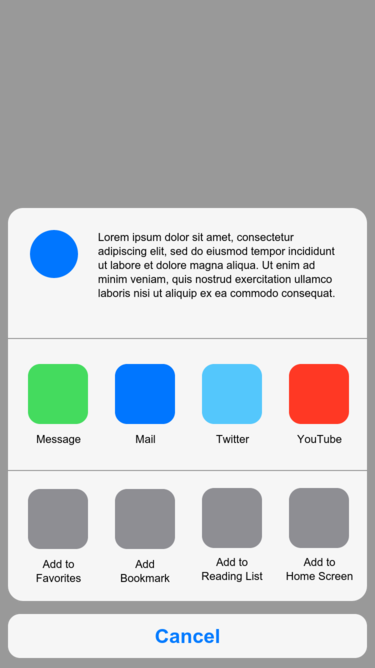 Lorem ipsum dolor sit amet, consectetur
adipiscing elit, sed do eiusmod tempor incididunt
ut labore et dolore magna aliqua. Ut enim ad
minim veniam, quis nostrud exercitation ullamco
laboris nisi ut aliquip ex ea commodo consequat.
Message
Mail
Twitter
YouTube
Add to
Favorites
Add
Bookmark
Add to
Reading List
Add to
Home Screen
Cancel